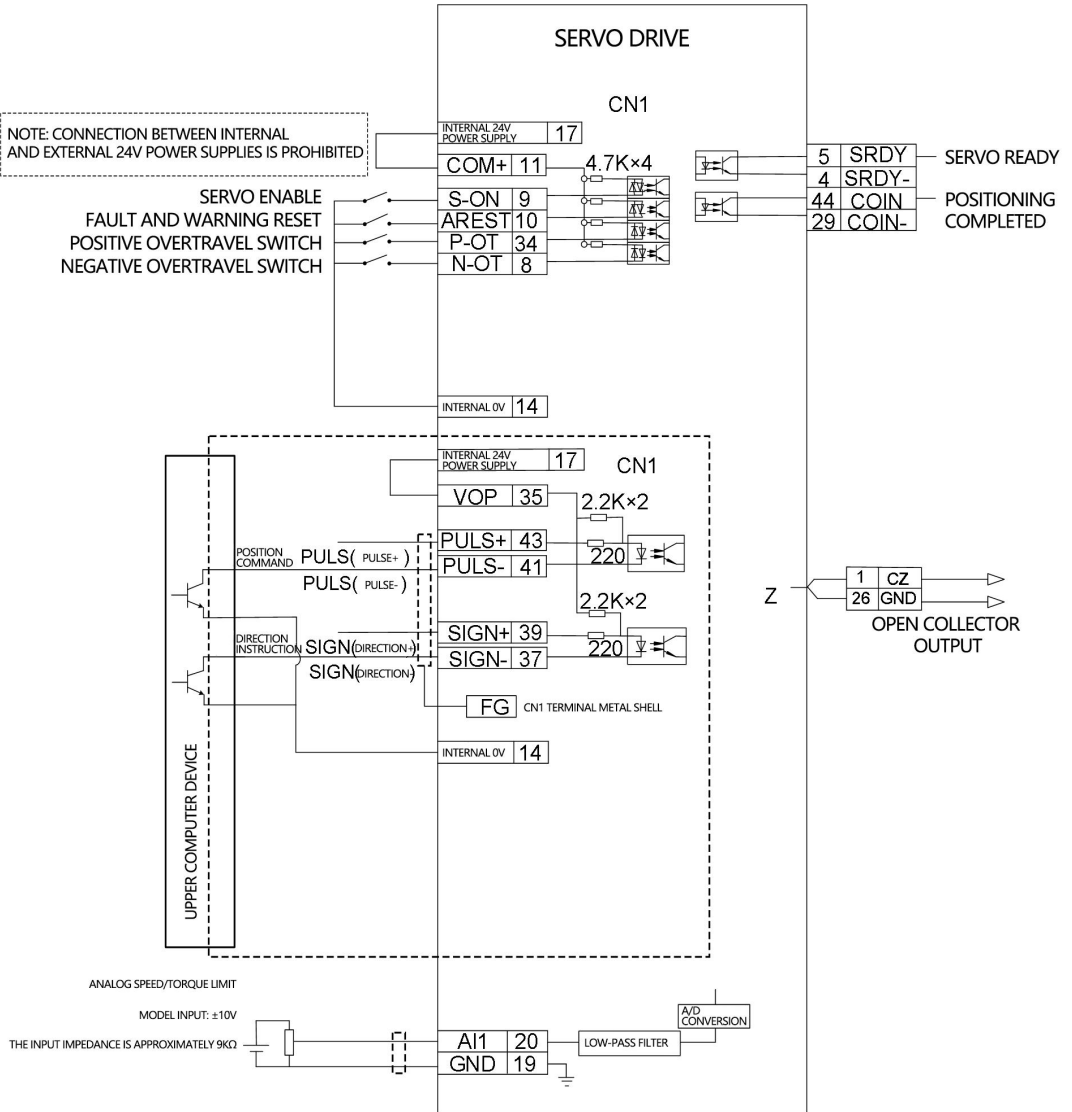 SERVO DRIVE
CN1
NOTE: CONNECTION BETWEEN INTERNAL
AND EXTERNAL 24V POWER SUPPLIES IS PROHIBITED
INTERNAL 24V
POWER SUPPLY
17
COM+ 11
4.7K×4
SERVO ENABLE
S-ON 9
FAULT AND WARNING RESET
AREST 10
POSITIVE OVERTRAVEL SWITCH
P-OT 34
NEGATIVE OVERTRAVEL SWITCH
N-OT 8
5 SRDY SERVO READY
4 SRDY-
44 COIN POSITIONING
29 COIN- COMPLETED
INTERNAL 0V 14
INTERNAL 24V
POWER SUPPLY
17
CN1
VOP 35
2.2K×2
PULS+ 43
220
PULS- 41
POSITION
COMMAND
PULS( PULSE+ )
PULS( PULSE- )
2.2K×2
SIGN+ 39
220
SIGN- 37
DIRECTION
INSTRUCTION
SIGN(DIRECTION+)
SIGN(DIRECTION-)
FG CN1 TERMINAL METAL SHELL
INTERNAL 0V 14
UPPER COMPUTER DEVICE
Z
1 CZ
26 GND
OPEN COLLECTOR
OUTPUT
ANALOG SPEED/TORQUE LIMIT
MODEL INPUT: ±10V
THE INPUT IMPEDANCE IS APPROXIMATELY 9KΩ
AI1 20
GND 19
LOW-PASS FILTER
A/D
CONVERSION